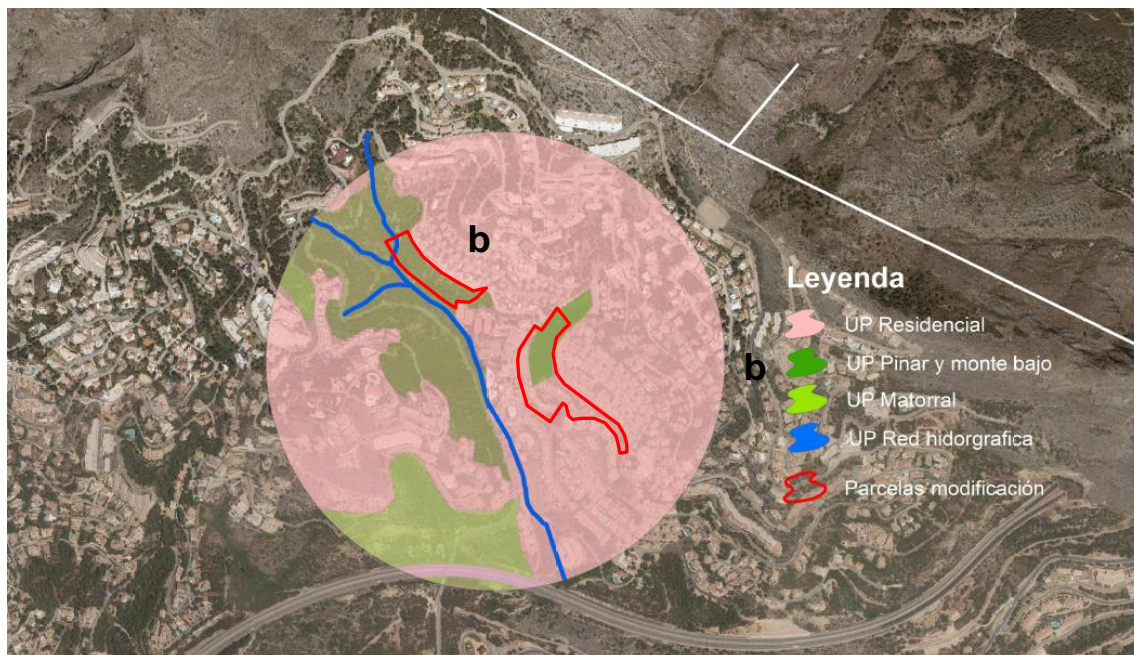 b
Leyenda
UP Residencial
b
UP Pinar y monte bajo
UP Matorral
UP Red hidorgrafica
Parcelas modificación